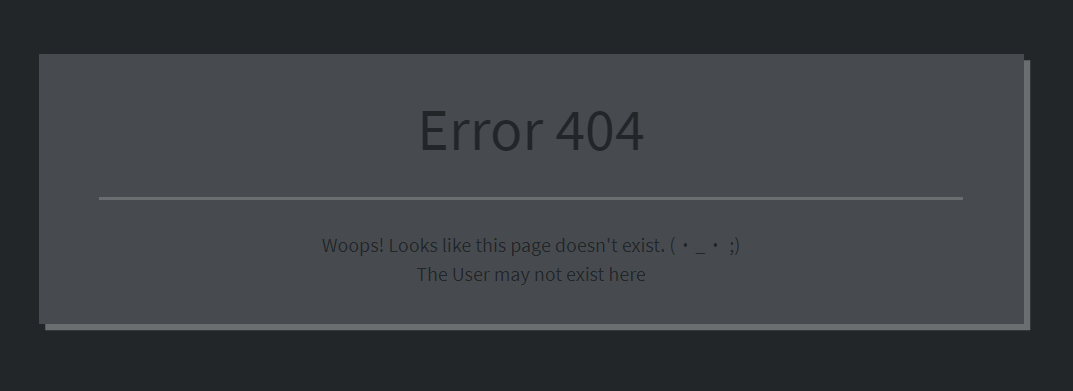 Error 404
Woops! Looks like this page doesn't exist. (・_・ ;)
The User may not exist here